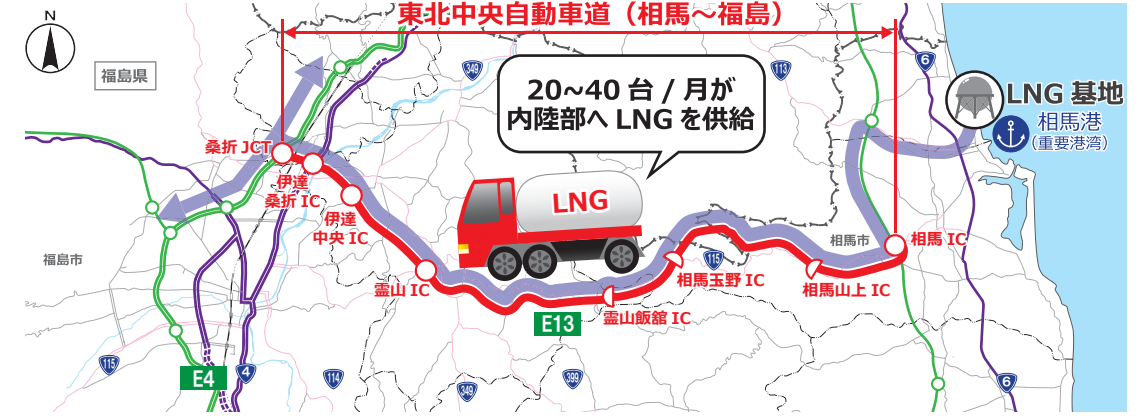 東北中央自動車道（相馬～福島）
N
福島県
349
113
6
20~40 台 / 月が
内陸部へ LNG を供給
LNG 基地
相馬港
（重要港湾）
桑折 JCT
伊達
桑折 IC
伊達
中央 IC
LNG
福島市
霊山 IC
E13
霊山飯舘 IC
相馬玉野 IC
115
相馬市
相馬 IC
相馬山上 IC
115
E4
4
114
349
399
6